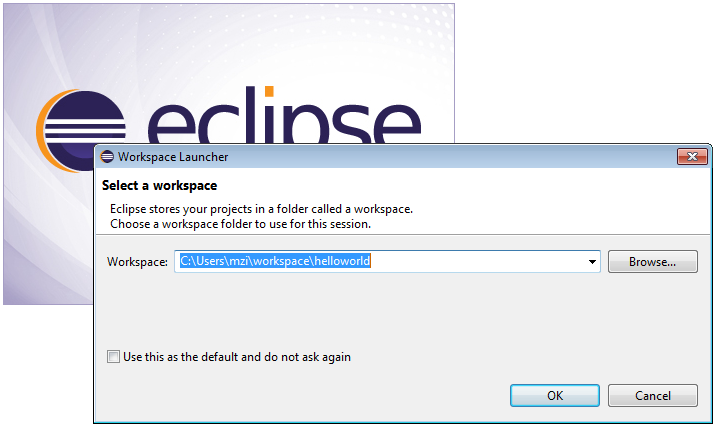 eclipse
Workspace Launcher
Select a workspace
Eclipse stores your projects in a folder called a workspace.
Choose a workspace folder to use for this session.
Workspace: C:\Users\mzi\workspace\helloworld Browse...
Use this as the default and do not ask again
OK Cancel